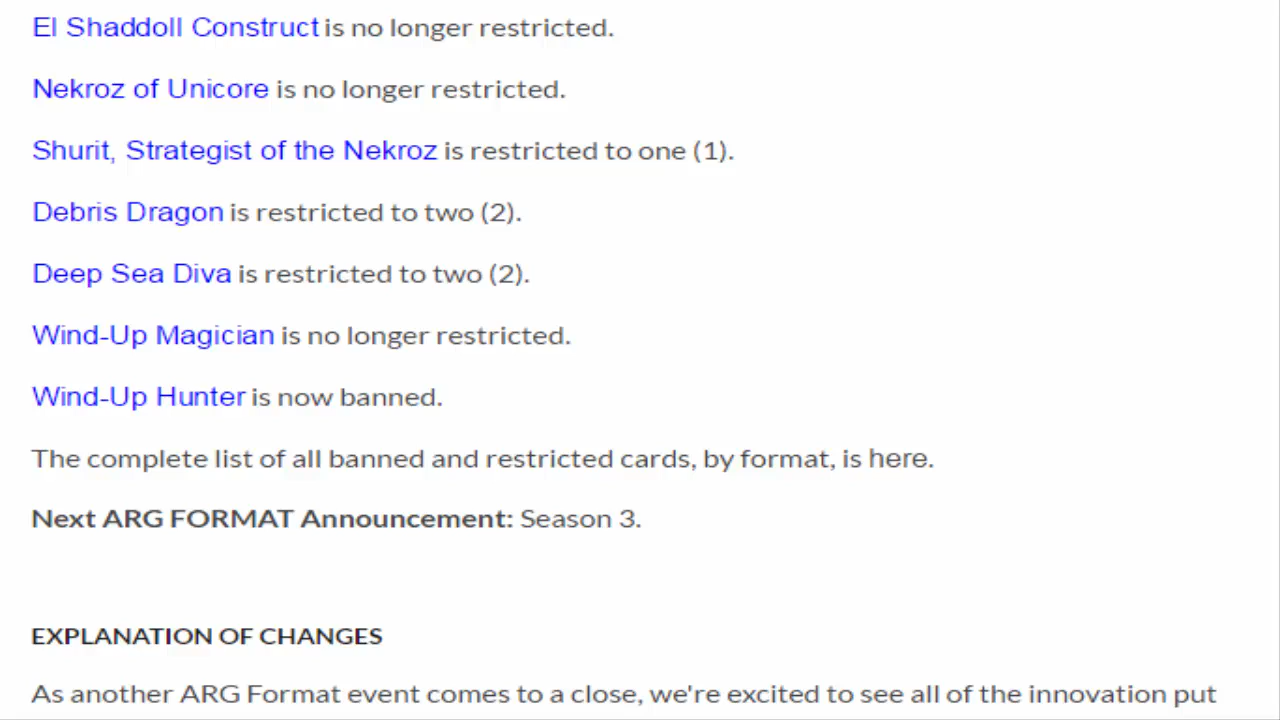 El Shaddoll Construct is no longer restricted.
Nekroz of Unicore is no longer restricted.
Shurit, Strategist of the Nekroz is restricted to one (1).
Debris Dragon is restricted to two (2).
Deep Sea Diva is restricted to two (2).
Wind-Up Magician is no longer restricted.
Wind-Up Hunter is now banned.
The complete list of all banned and restricted cards, by format, is here.
Next ARG FORMAT Announcement: Season 3.
EXPLANATION OF CHANGES
As another ARG Format event comes to a close, we're excited to see all of the innovation put